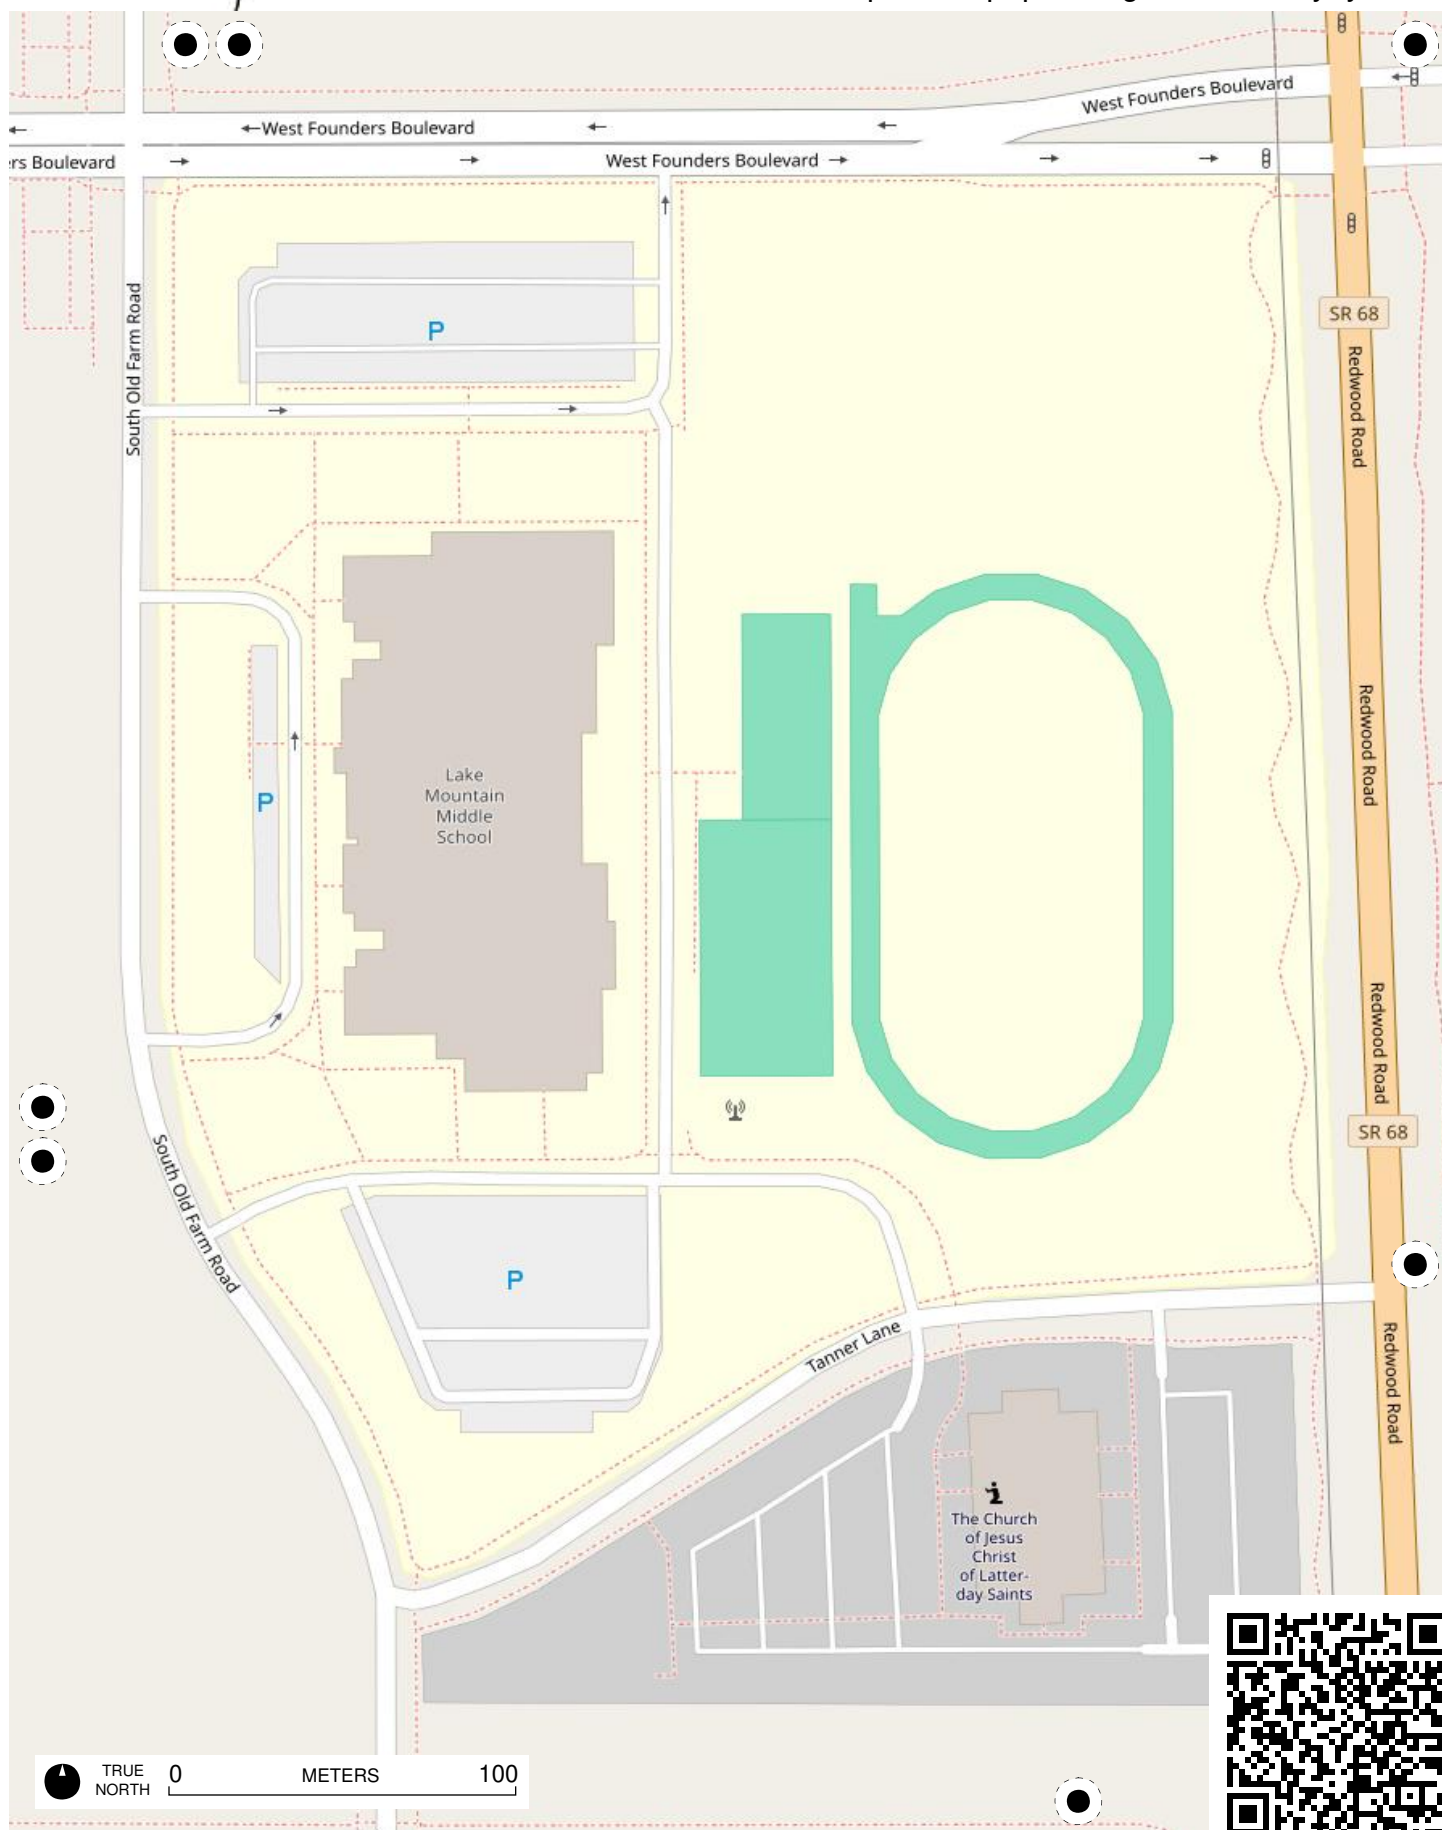 West Founders Boulevard
West Founders Boulevard
ers Boulevard
West Founders Boulevard
South Old Farm Road
P
SR 68
Redwood Road
Redwood Road
Lake
Mountain
Middle
School
P
Redwood Road
SR 68
South Old Farm Road
P
Tanner Lane
Redwood Road
The Church
of Jesus
Christ
of Latter-
day Saints
TRUE
NORTH
0
METERS
100